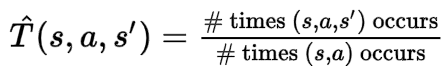 T̂(s, a, s′) = # times (s,a,s′) occurs / # times (s,a) occurs